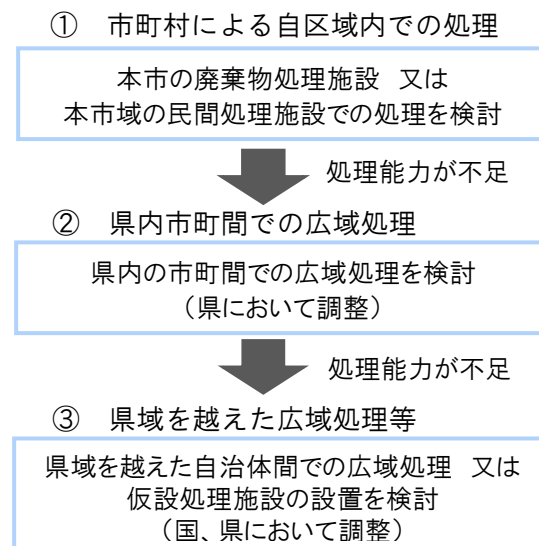 ① 市町村による自区域内での処理
本市の廃棄物処理施設 又は
本市域の民間処理施設での処理を検討
処理能力が不足
② 県内市町間での広域処理
県内の市町間での広域処理を検討
（県において調整）
処理能力が不足
③ 県域を越えた広域処理等
県域を越えた自治体間での広域処理 又は
仮設処理施設の設置を検討
（国、県において調整）